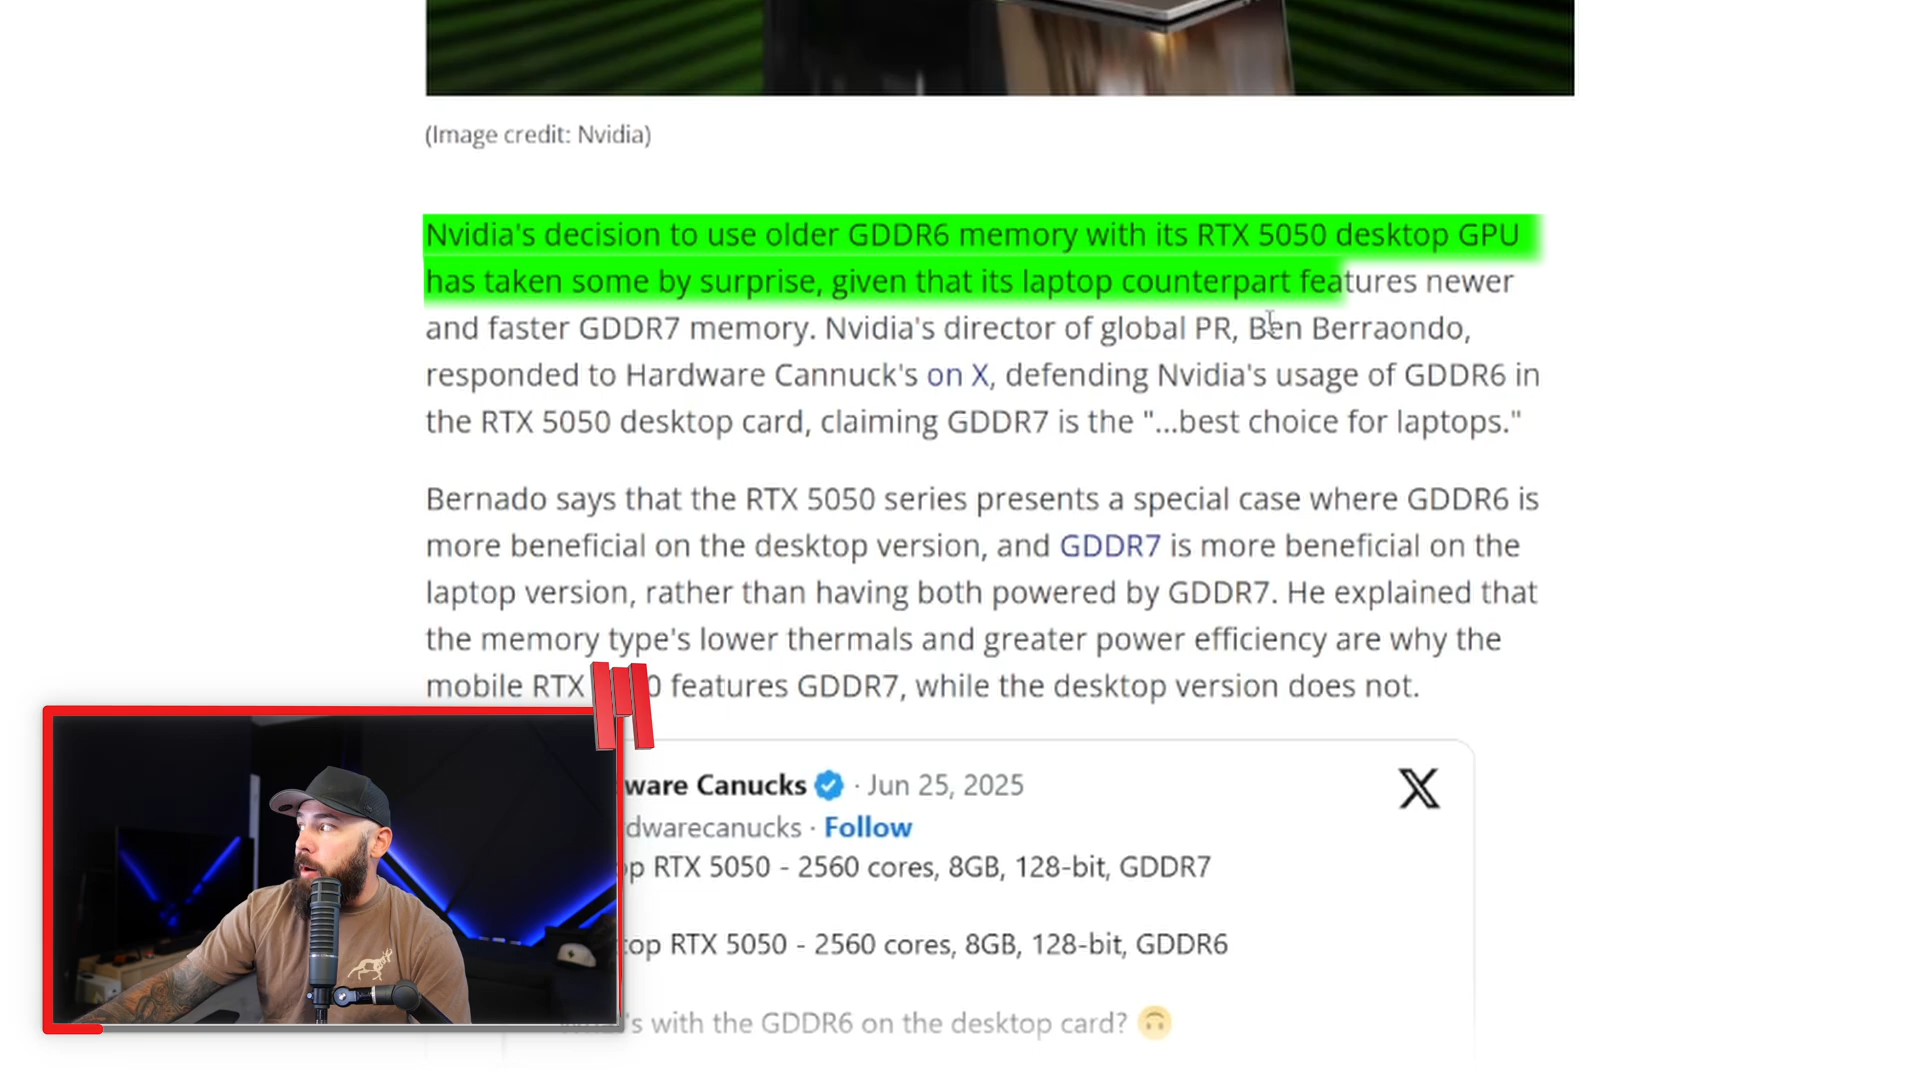 (Image credit: Nvidia)
Nvidia's decision to use older GDDR6 memory with its RTX 5050 desktop GPU
has taken some by surprise, given that its laptop counterpart features newer
and faster GDDR7 memory. Nvidia's director of global PR, Ben Berraondo,
responded to Hardware Cannuck's on X, defending Nvidia's usage of GDDR6 in
the RTX 5050 desktop card, claiming GDDR7 is the "...best choice for laptops."
Bernado says that the RTX 5050 series presents a special case where GDDR6 is
more beneficial on the desktop version, and GDDR7 is more beneficial on the
laptop version, rather than having both powered by GDDR7. He explained that
the memory type's lower thermals and greater power efficiency are why the
mobile RTX 0 features GDDR7, while the desktop version does not.
ware Canucks · Jun 25, 2025
dwarecanucks · Follow
op RTX 5050 - 2560 cores, 8GB, 128-bit, GDDR7
top RTX 5050 - 2560 cores, 8GB, 128-bit, GDDR6
's with the GDDR6 on the desktop card? 🙃